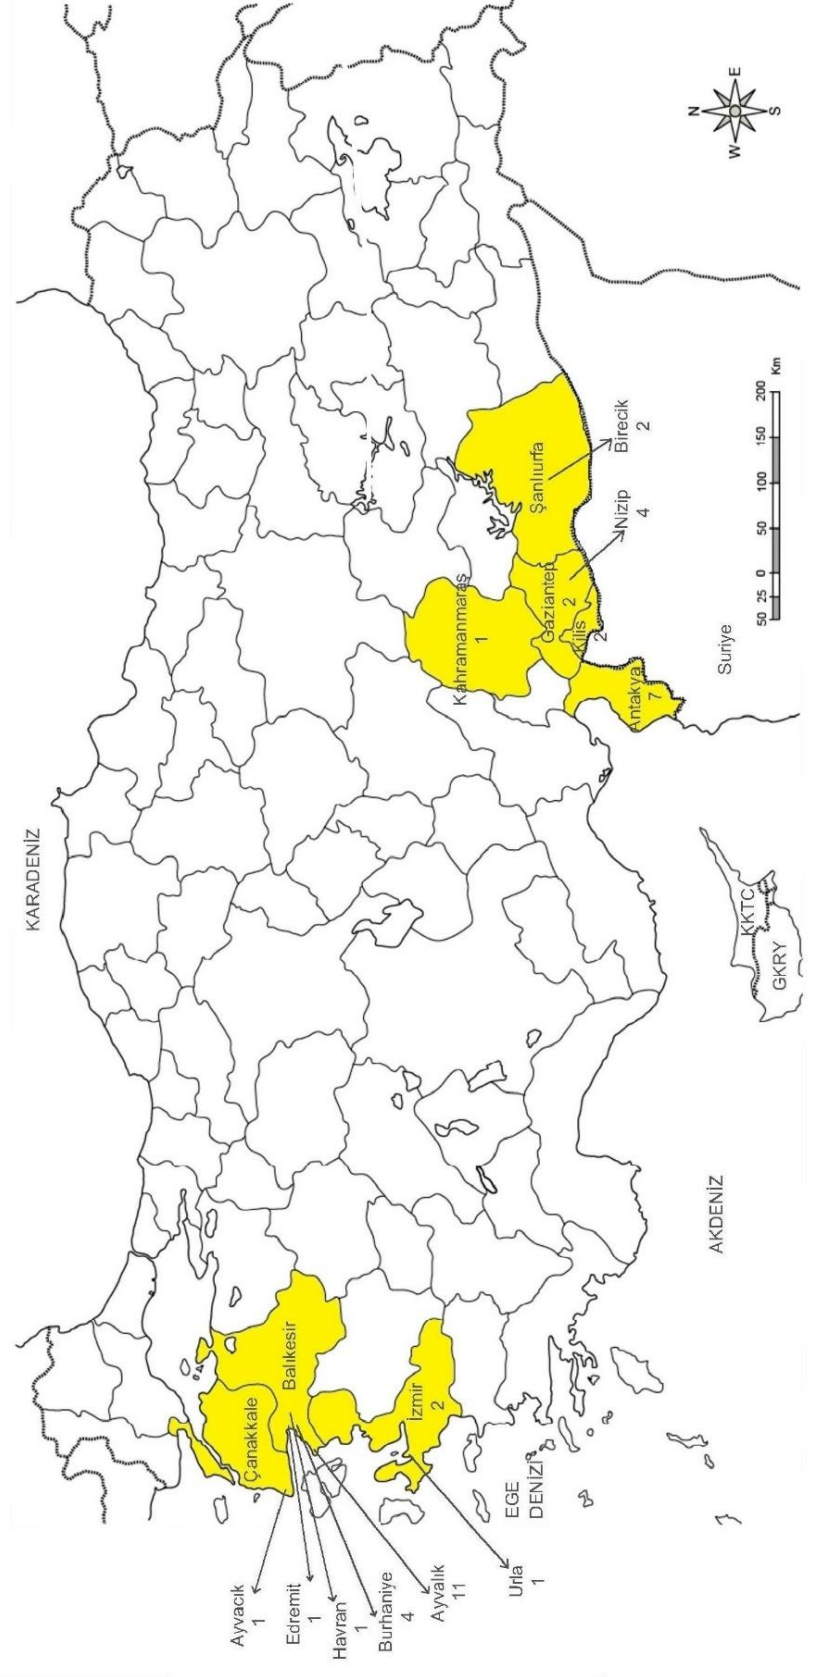 KARADENİZ
N
W
E
S
Çanakkale
Balıkesir
İzmir
2
Ayvacık
1
Edremit
1
Havran
1
Burhaniye
4
Ayvalık
11
Urla
1
EGE
DENİZİ
AKDENİZ
Kahramanmaraş
1
Gaziantep
2
Kilis
2
Antakya
7
Şanlıurfa
Birecik
2
Nizip
4
Suriye
KKTC
GKRY
50 25 0 50 100 150 200
Km